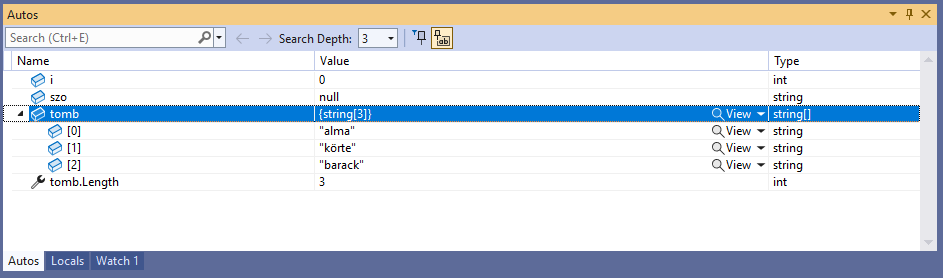 Autos
Search (Ctrl+E) Search Depth: 3
Name Value Type
i 0 int
szo null string
tomb {string[3]} View string[]
[0] "alma" View string
[1] "körte" View string
[2] "barack" View string
tomb.Length 3 int
Autos Locals Watch 1